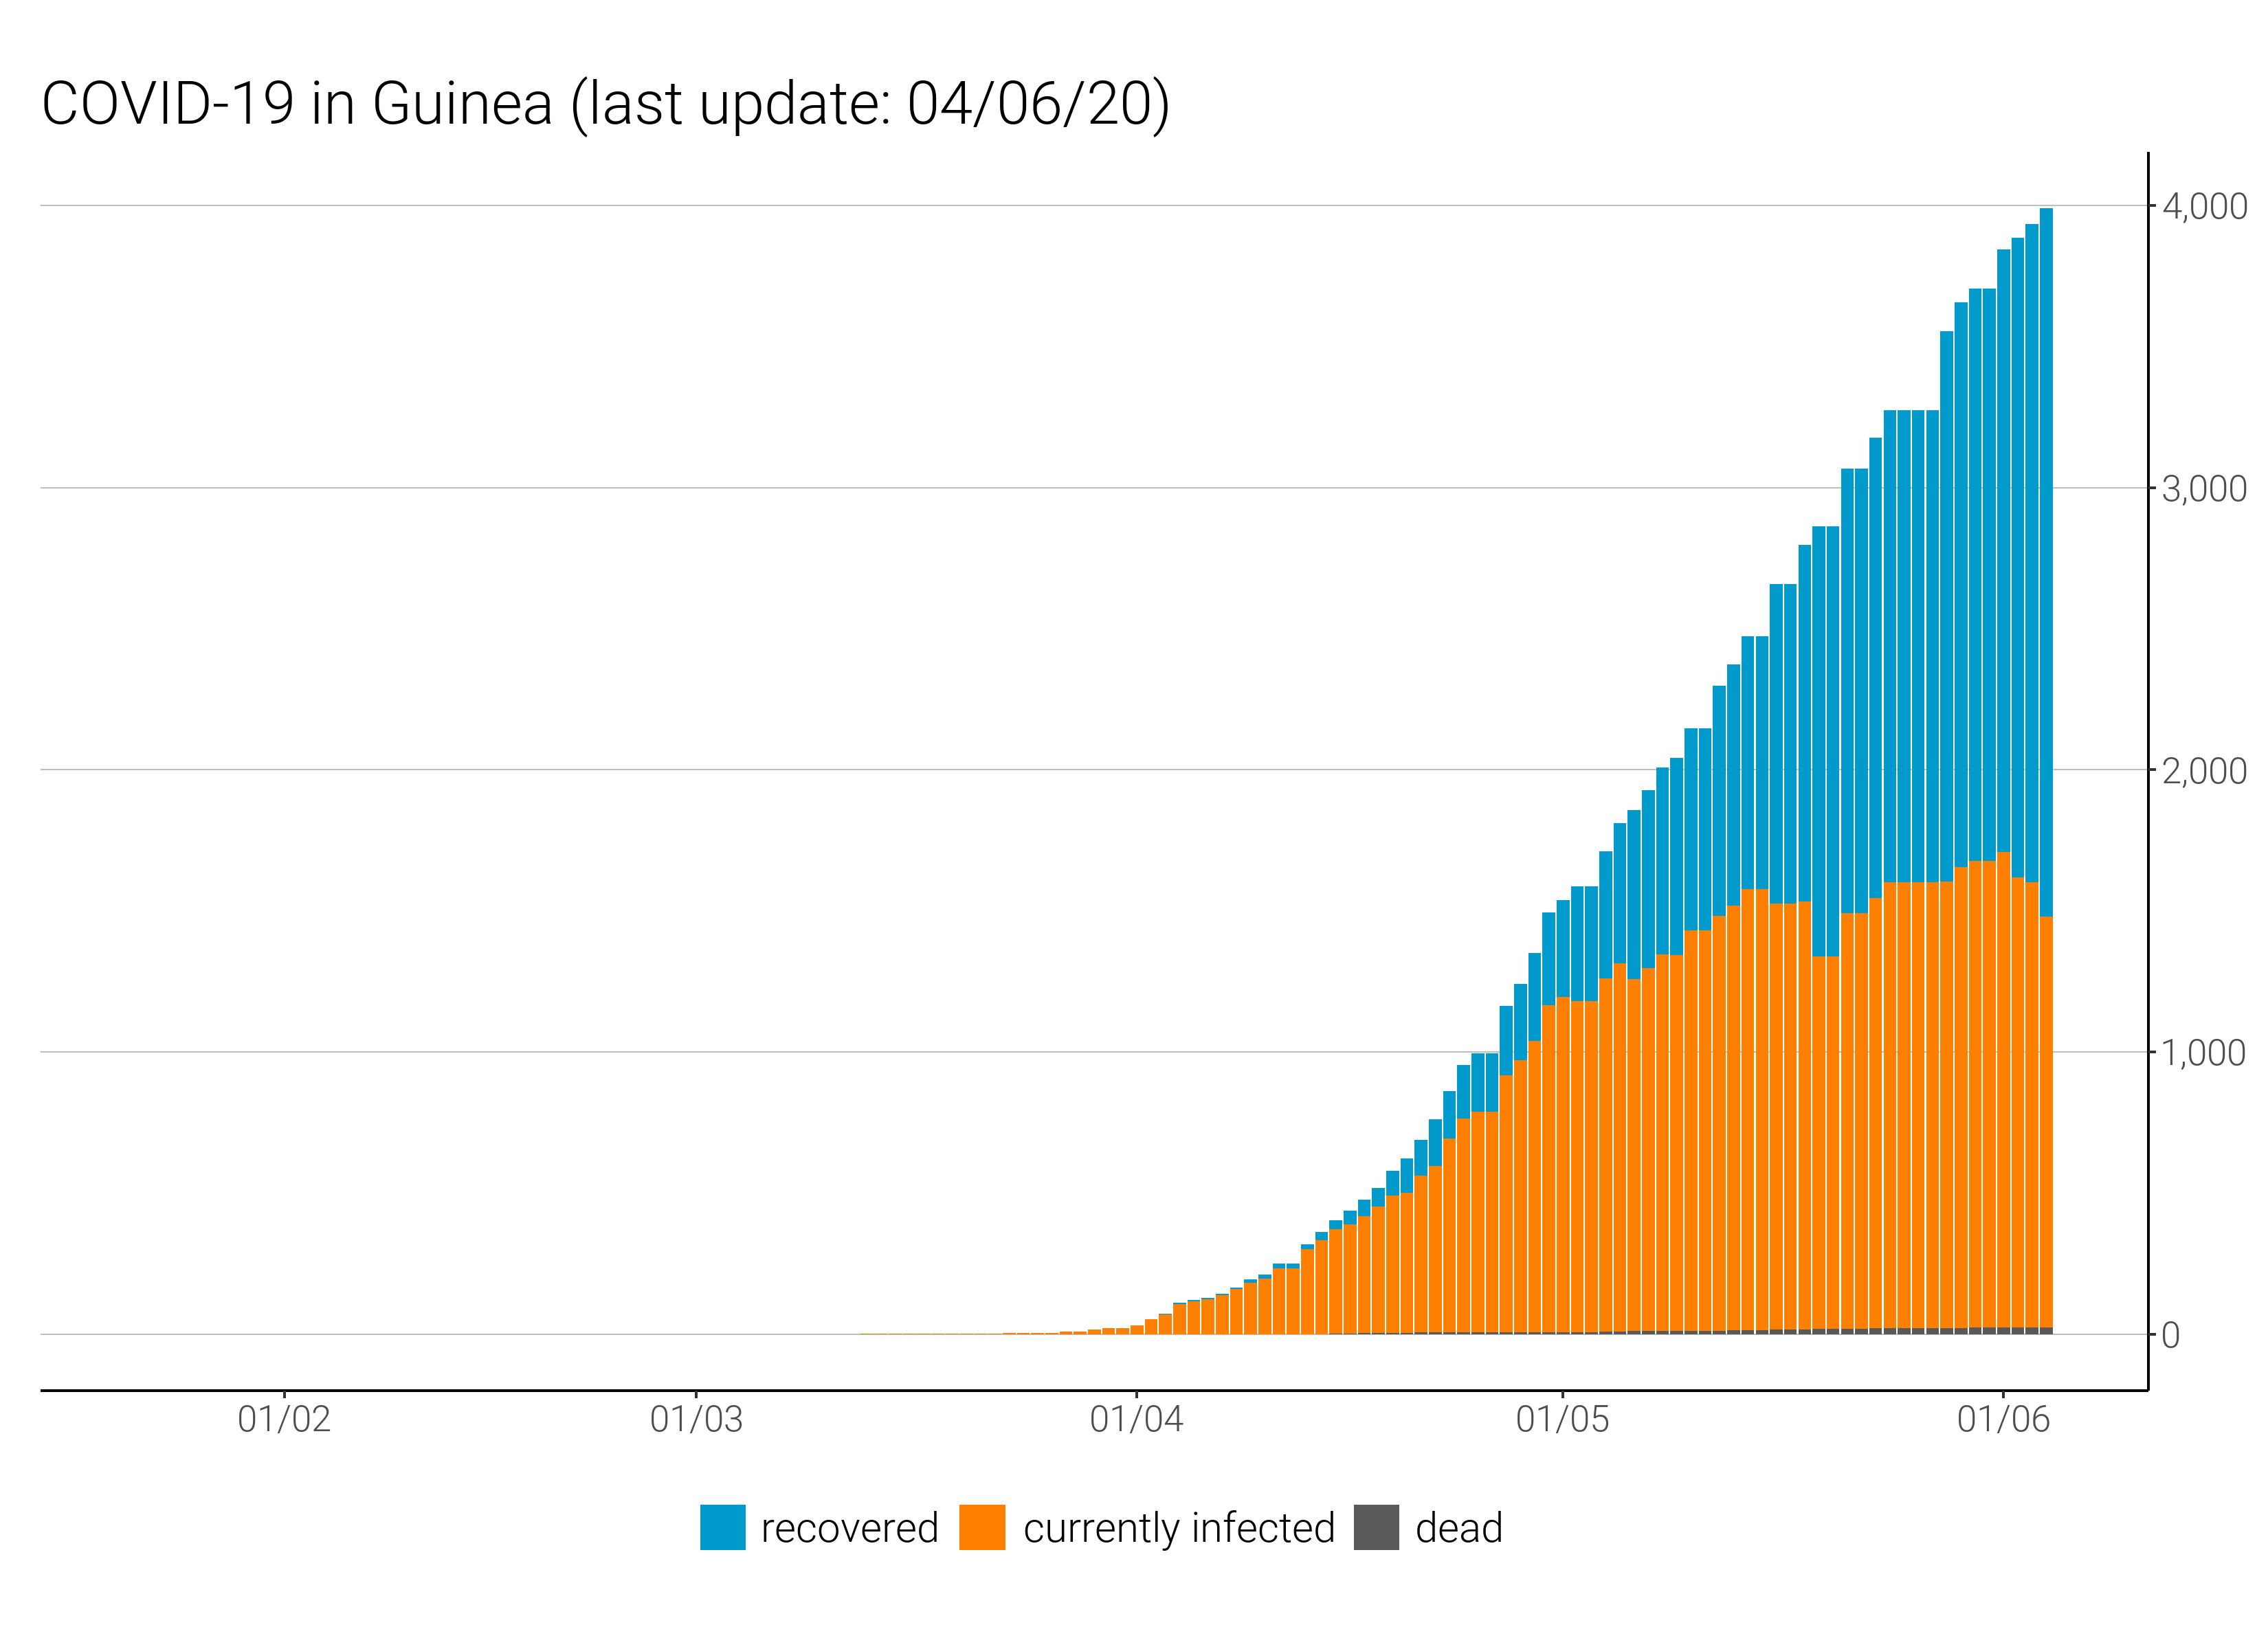 COVID-19 in Guinea (last update: 04/06/20)
4,000
3,000
2,000
1,000
0
01/02 01/03 01/04 01/05 01/06
recovered currently infected dead